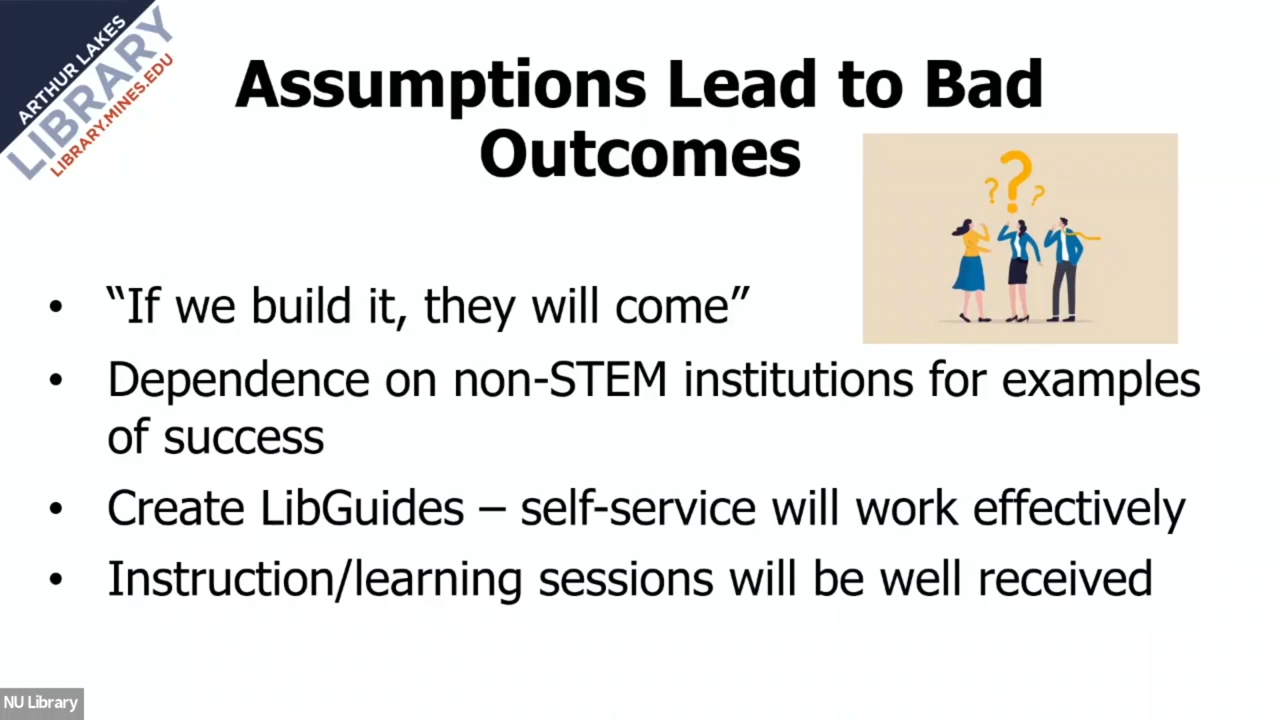 ARTHUR LAKES
LIBRARY
LIBRARY.MINES.EDU
Assumptions Lead to Bad
Outcomes
? ? ?
• “If we build it, they will come”
• Dependence on non-STEM institutions for examples
of success
• Create LibGuides – self-service will work effectively
• Instruction/learning sessions will be well received
NU Library